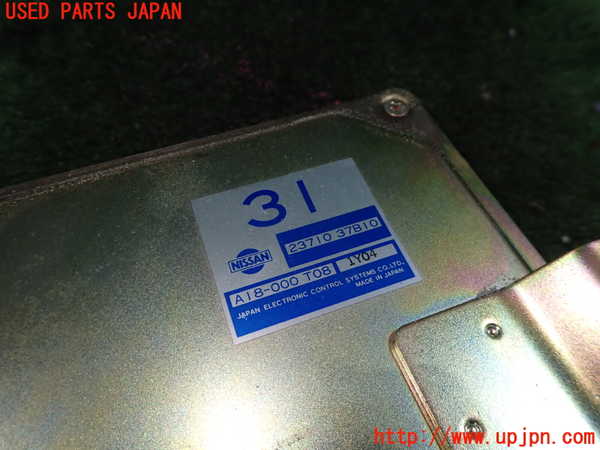 USED PARTS JAPAN
31
NISSAN
23710 37B10
A18-000 T08 1Y04
JAPAN ELECTRONIC CONTROL SYSTEMS CO.,LTD.
MADE IN JAPAN
http://www.upjpn.com/